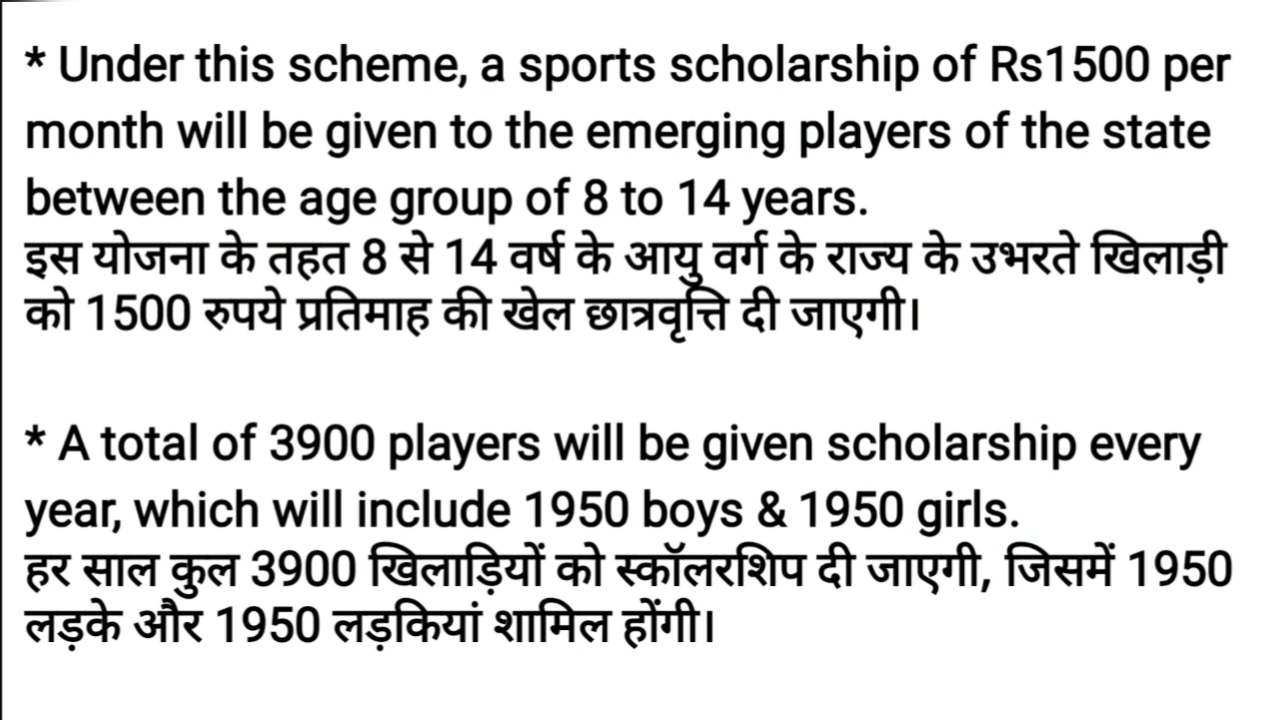 * Under this scheme, a sports scholarship of Rs1500 per
month will be given to the emerging players of the state
between the age group of 8 to 14 years.
इस योजना के तहत 8 से 14 वर्ष के आयु वर्ग के राज्य के उभरते खिलाड़ी
को 1500 रुपये प्रतिमाह की खेल छात्रवृत्ति दी जाएगी।
* A total of 3900 players will be given scholarship every
year, which will include 1950 boys & 1950 girls.
हर साल कुल 3900 खिलाड़ियों को स्कॉलरशिप दी जाएगी, जिसमें 1950
लड़के और 1950 लड़कियां शामिल होंगी।